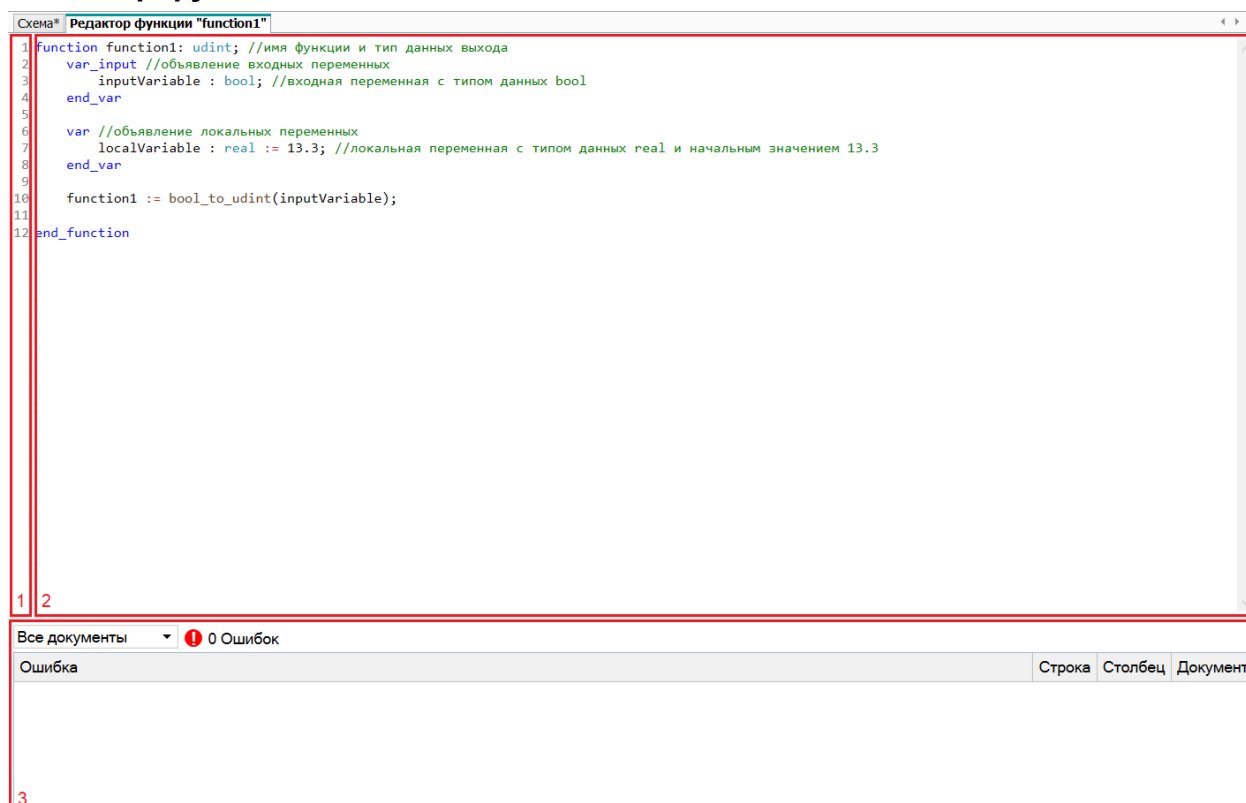 Схема* Редактор функции "function1"
1 function function1: udint; //имя функции и тип данных выхода
2 var_input //объявление входных переменных
3 inputVariable : bool; //входная переменная с типом данных bool
4 end_var
5
6 var //объявление локальных переменных
7 localVariable : real := 13.3; //локальная переменная с типом данных real и начальным значением 13.3
8 end_var
9
10 function1 := bool_to_udint(inputVariable);
11
12 end_function
1 2
Все документы 0 Ошибок
Ошибка Строка Столбец Документ
3